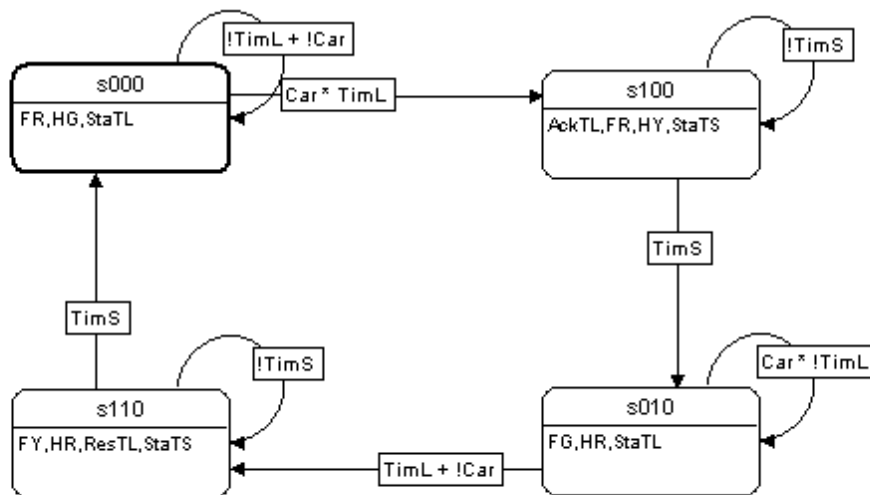 !TimL + !Car
!TimS
s000
Car* TimL
s100
FR,HG,StaTL
AckTL,FR,HY,StaTS
TimS
TimS
!TimS
Car* !TimL
s110
s010
FY,HR,ResTL,StaTS
FG,HR,StaTL
TimL + !Car